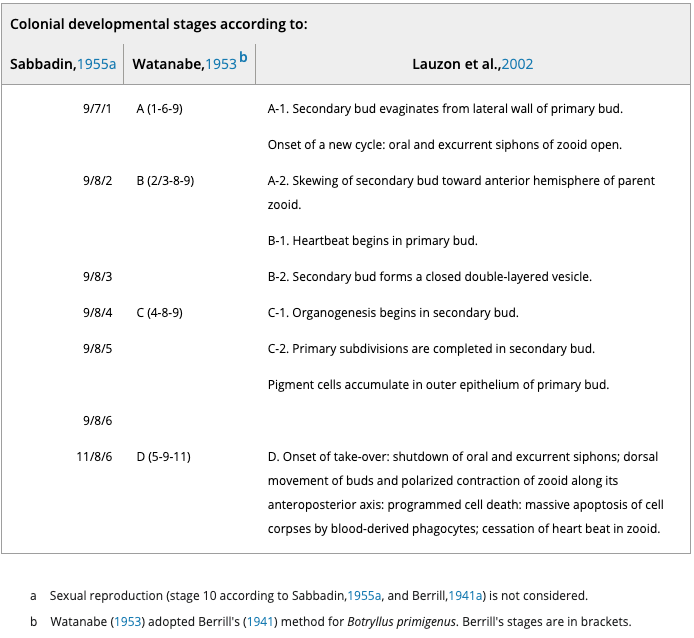 Colonial developmental stages according to:
Sabbadin,1955a Watanabe,1953 b Lauzon et al.,2002
9/7/1 A (1-6-9) A-1. Secondary bud evaginates from lateral wall of primary bud.
Onset of a new cycle: oral and excurrent siphons of zooid open.
9/8/2 B (2/3-8-9) A-2. Skewing of secondary bud toward anterior hemisphere of parent
zooid.
B-1. Heartbeat begins in primary bud.
9/8/3 B-2. Secondary bud forms a closed double-layered vesicle.
9/8/4 C (4-8-9) C-1. Organogenesis begins in secondary bud.
9/8/5 C-2. Primary subdivisions are completed in secondary bud.
Pigment cells accumulate in outer epithelium of primary bud.
9/8/6
11/8/6 D (5-9-11) D. Onset of take-over: shutdown of oral and excurrent siphons; dorsal
movement of buds and polarized contraction of zooid along its
anteroposterior axis: programmed cell death: massive apoptosis of cell
corpses by blood-derived phagocytes; cessation of heart beat in zooid.
a Sexual reproduction (stage 10 according to Sabbadin,1955a, and Berrill,1941a) is not considered.
b Watanabe (1953) adopted Berrill's (1941) method for Botryllus primigenus. Berrill's stages are in brackets.